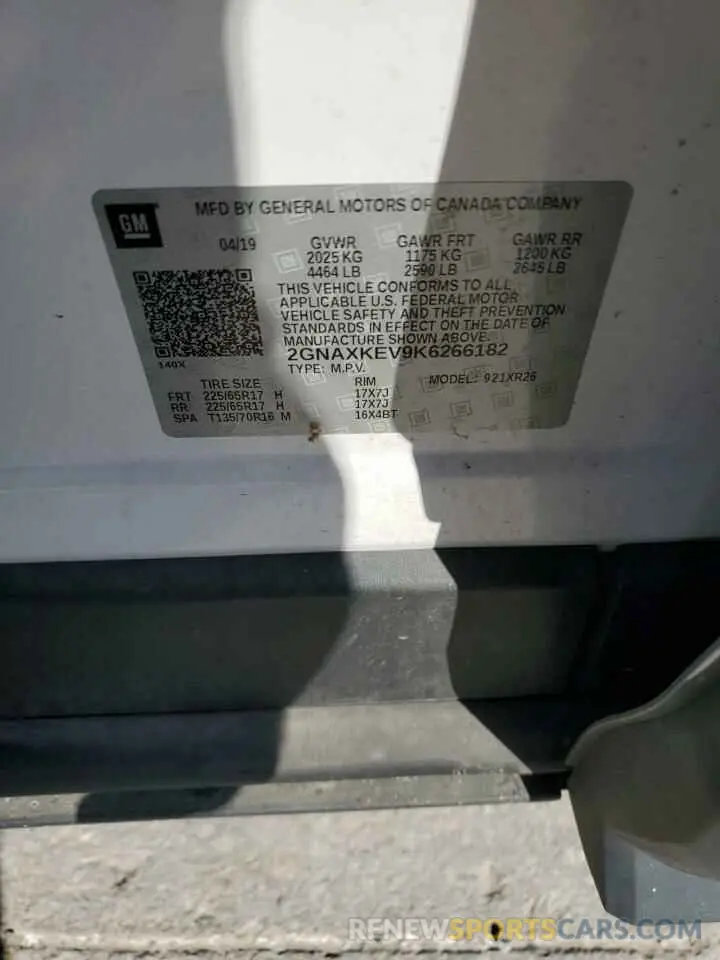 GM
MFD BY GENERAL MOTORS OF CANADA COMPANY
04/19 GVWR GAWR FRT GAWR RR
2025 KG 1175 KG 1200 KG
4464 LB 2590 LB 2645 LB
THIS VEHICLE CONFORMS TO ALL
APPLICABLE U.S. FEDERAL MOTOR
VEHICLE SAFETY AND THEFT PREVENTION
STANDARDS IN EFFECT ON THE DATE OF
MANUFACTURE SHOWN ABOVE.
140X 2GNAXKEV9K6266182
TYPE: M.P.V. MODEL: 921XR26
TIRE SIZE RIM
FRT 225/65R17 H 17X7J
RR 225/65R17 H 17X7J
SPA T135/70R16 M 16X4BT
RENEWSPORTSCARS.COM